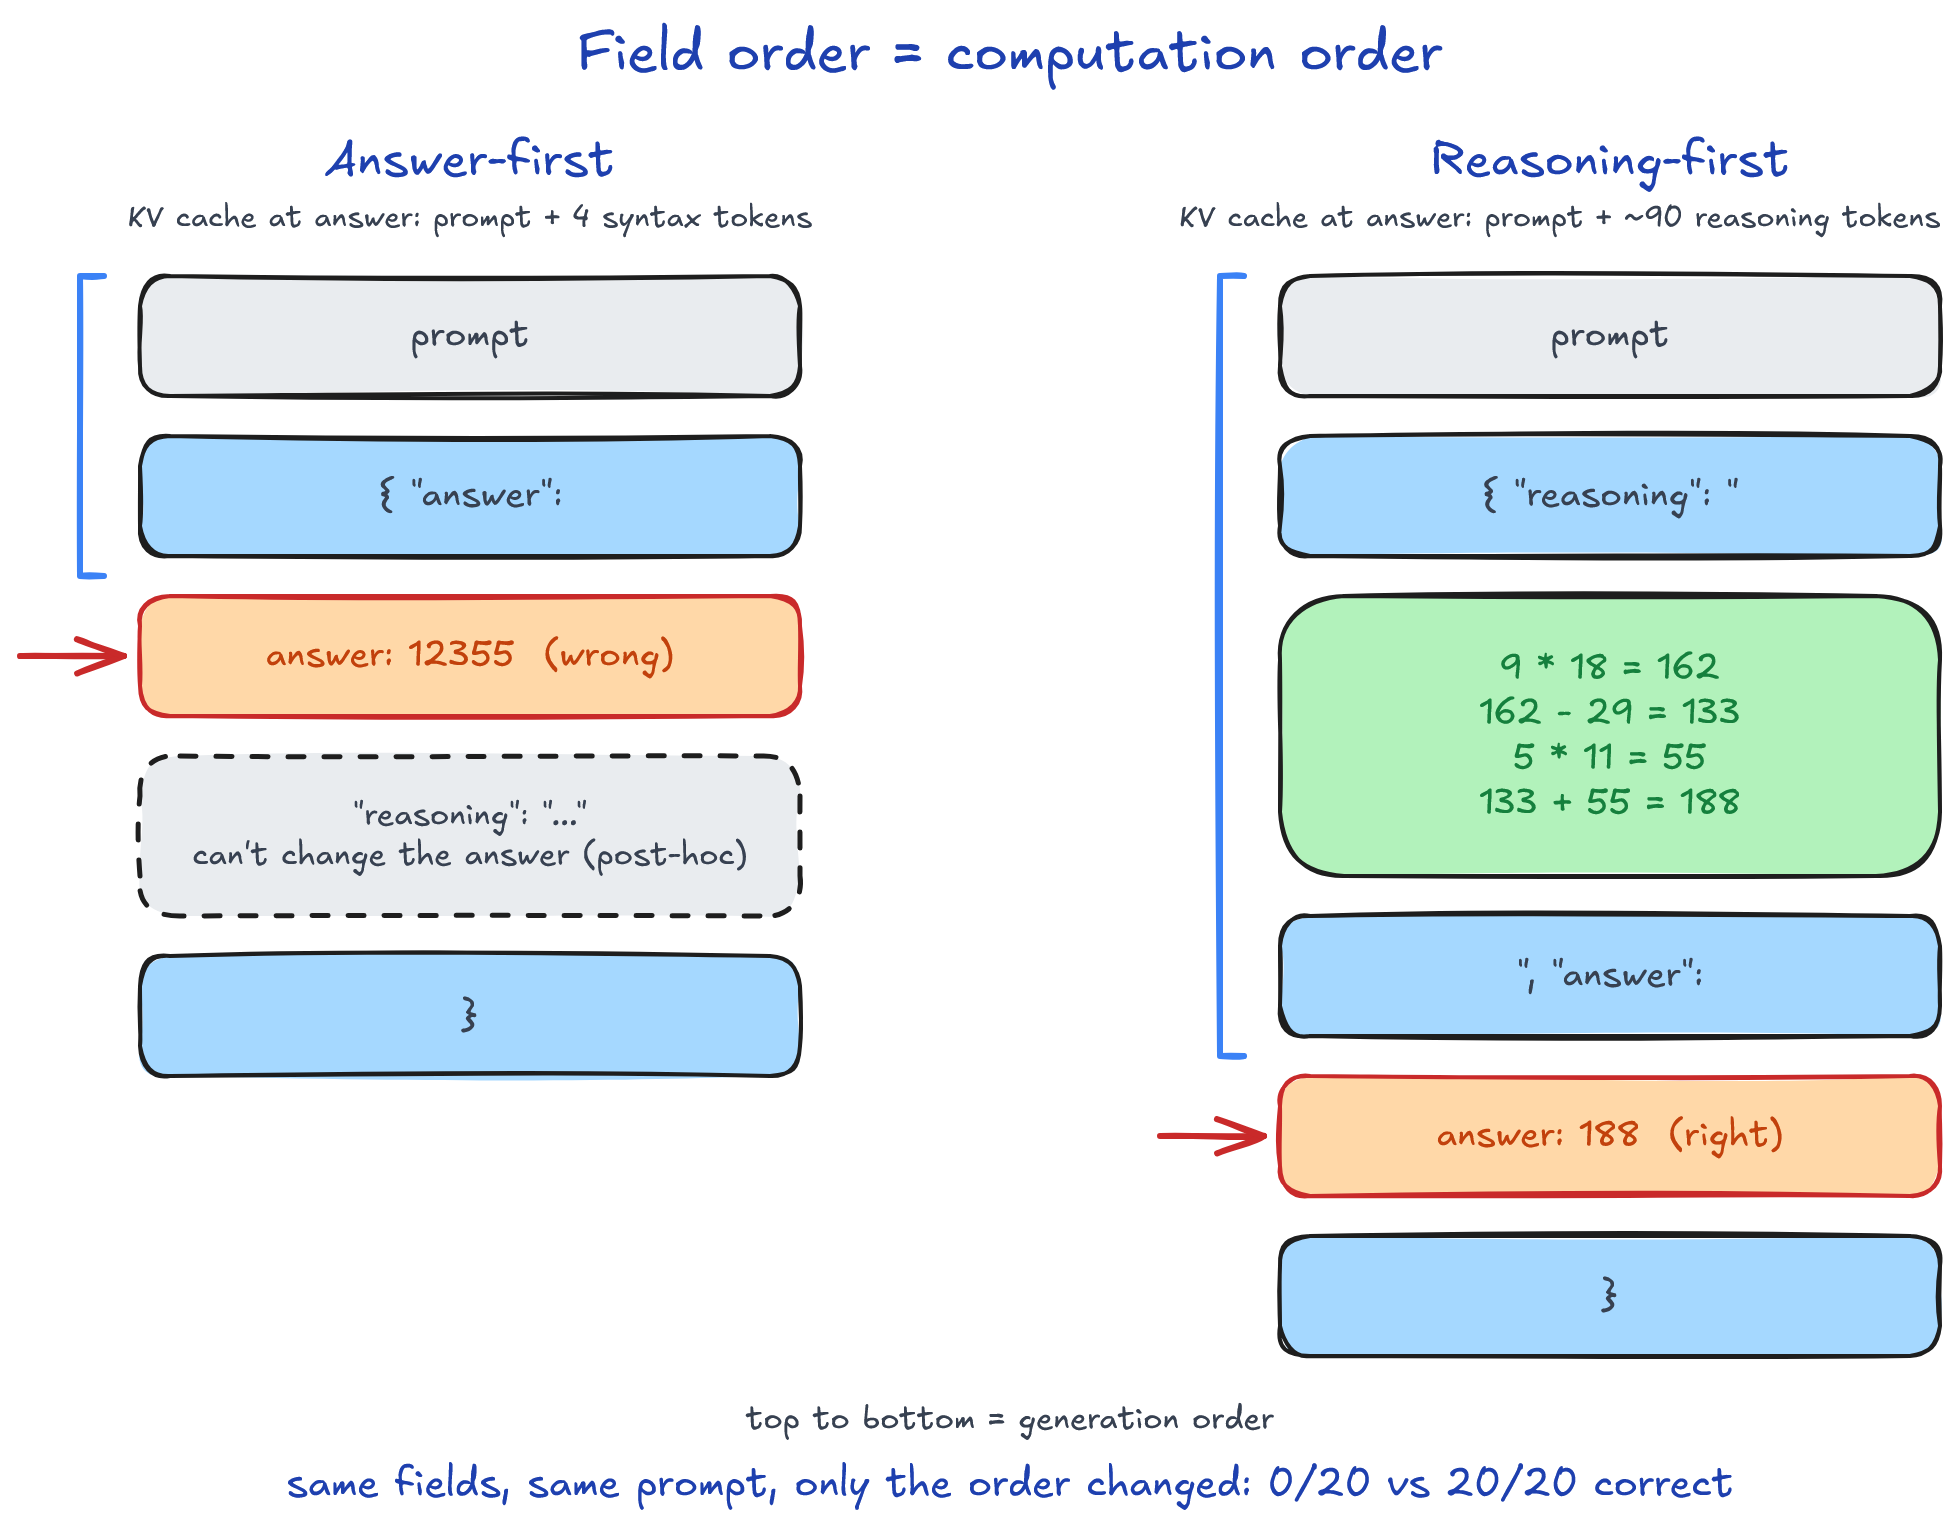 Field order = computation order
Answer-first
KV cache at answer: prompt + 4 syntax tokens
prompt
{ "answer":
answer: 12355 (wrong)
"reasoning": "..."
can't change the answer (post-hoc)
}
Reasoning-first
KV cache at answer: prompt + ~90 reasoning tokens
prompt
{ "reasoning": "
9 * 18 = 162
162 - 29 = 133
5 * 11 = 55
133 + 55 = 188
", "answer":
answer: 188 (right)
}
top to bottom = generation order
same fields, same prompt, only the order changed: 0/20 vs 20/20 correct